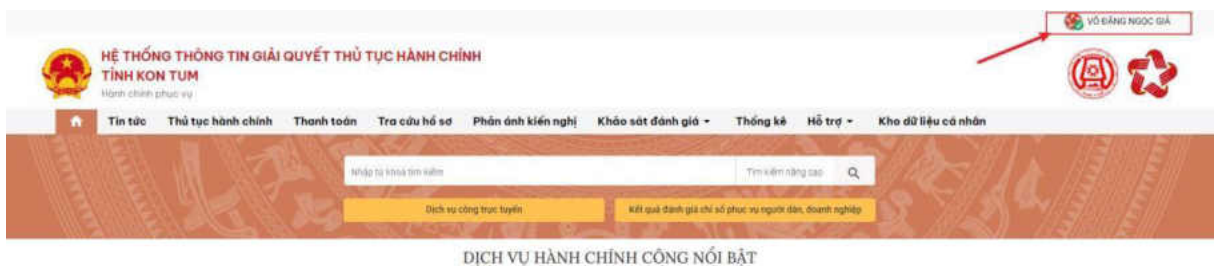 VÕ ĐĂNG NGỌC GIÀ
HỆ THỐNG THÔNG TIN GIẢI QUYẾT THỦ TỤC HÀNH CHÍNH
TỈNH KON TUM
Hành chính phục vụ
Tin tức Thủ tục hành chính Thanh toán Tra cứu hồ sơ Phản ánh kiến nghị Khảo sát đánh giá Thống kê Hỗ trợ Kho dữ liệu cá nhân
Nhập từ khoá tìm kiếm Tìm kiếm nâng cao
Dịch vụ công trực tuyến Kết quả đánh giá chỉ số phục vụ người dân, doanh nghiệp
DỊCH VỤ HÀNH CHÍNH CÔNG NỔI BẬT